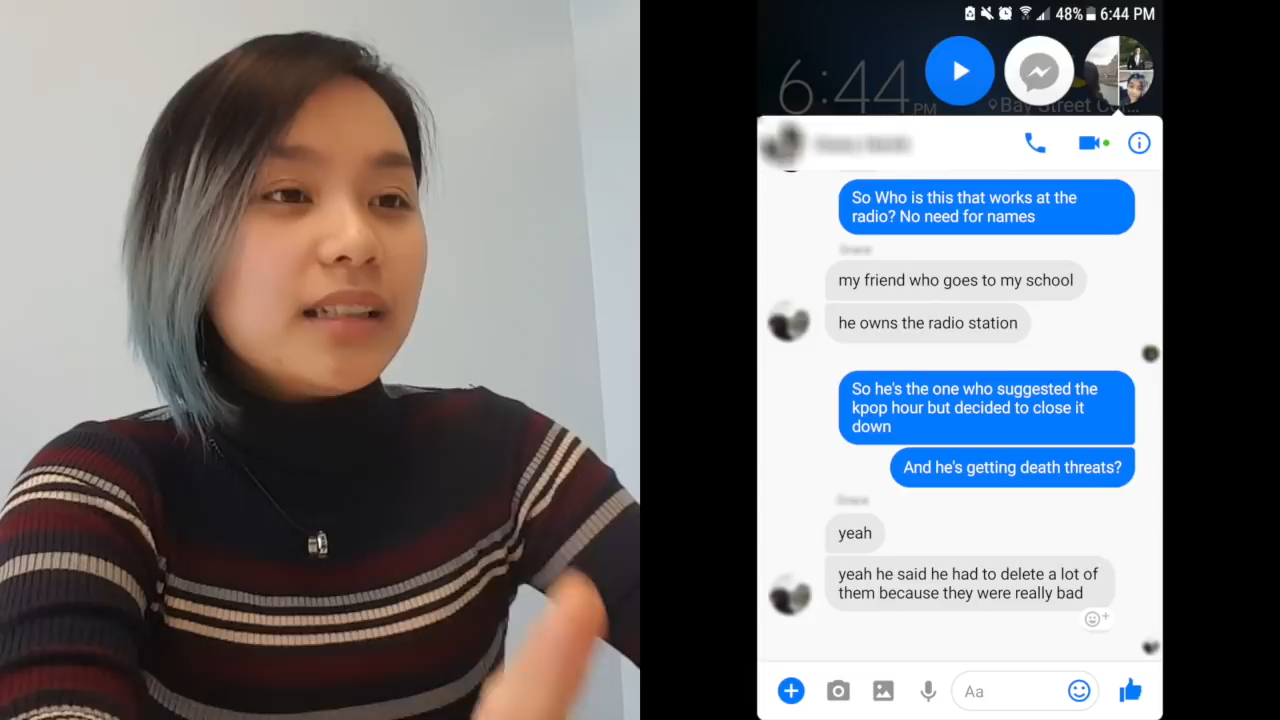 48% 6:44 PM
6:44 PM
Bay Street Co
So Who is this that works at the
radio? No need for names
my friend who goes to my school
he owns the radio station
So he's the one who suggested the
kpop hour but decided to close it
down
And he's getting death threats?
yeah
yeah he said he had to delete a lot of
them because they were really bad
Aa